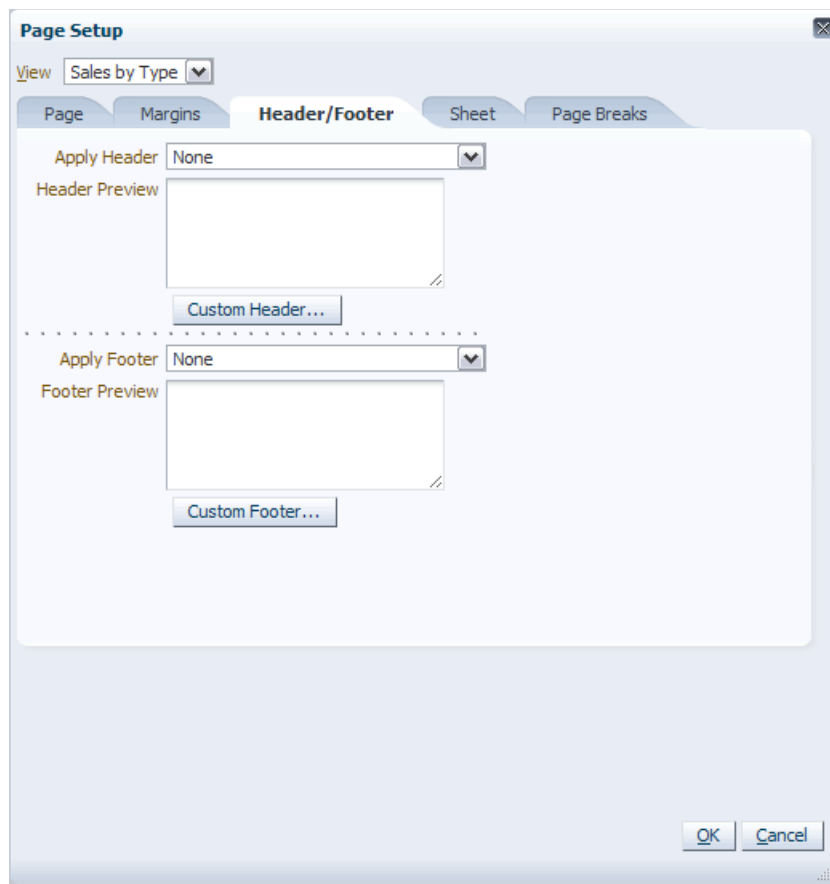 Page Setup
View Sales by Type
Page Margins Header/Footer Sheet Page Breaks
Apply Header None
Header Preview
Custom Header...
Apply Footer None
Footer Preview
Custom Footer...
OK Cancel